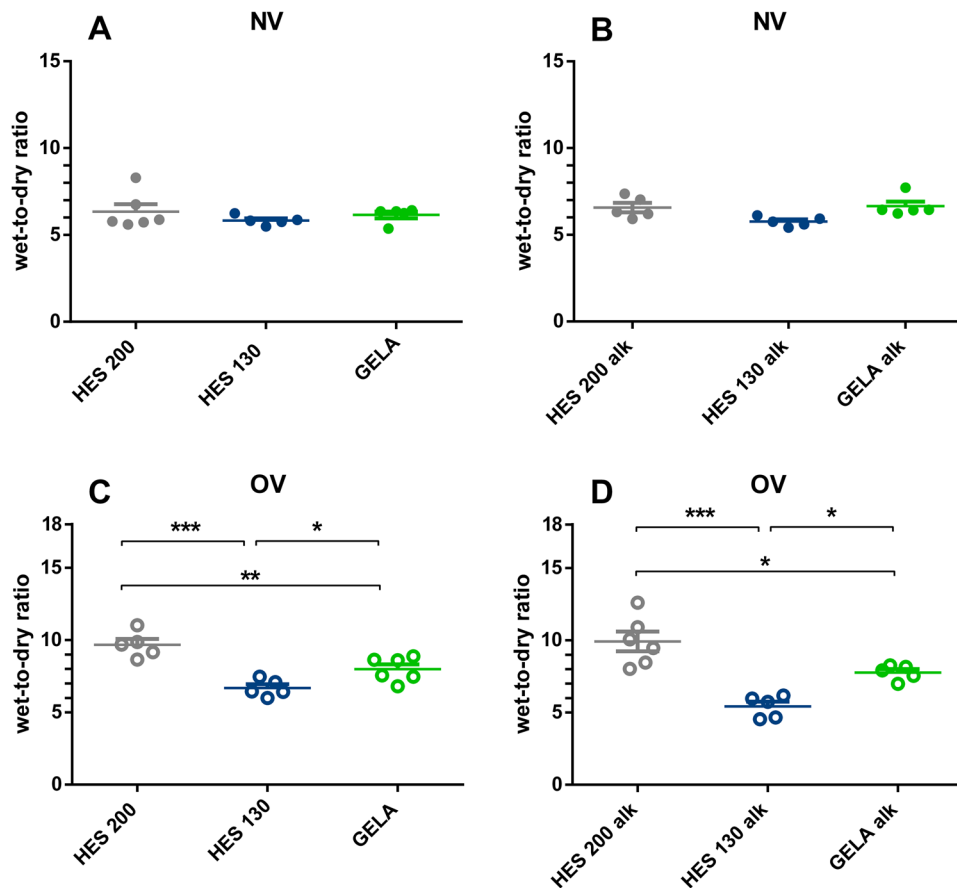 A
NV
wet-to-dry ratio
15
10
5
0
HES 200
HES 130
GELA
B
NV
wet-to-dry ratio
15
10
5
0
HES 200 alk
HES 130 alk
GELA alk
C
OV
wet-to-dry ratio
18
15
10
5
0
***
*
**
HES 200
HES 130
GELA
D
OV
wet-to-dry ratio
18
15
10
5
0
***
*
*
HES 200 alk
HES 130 alk
GELA alk